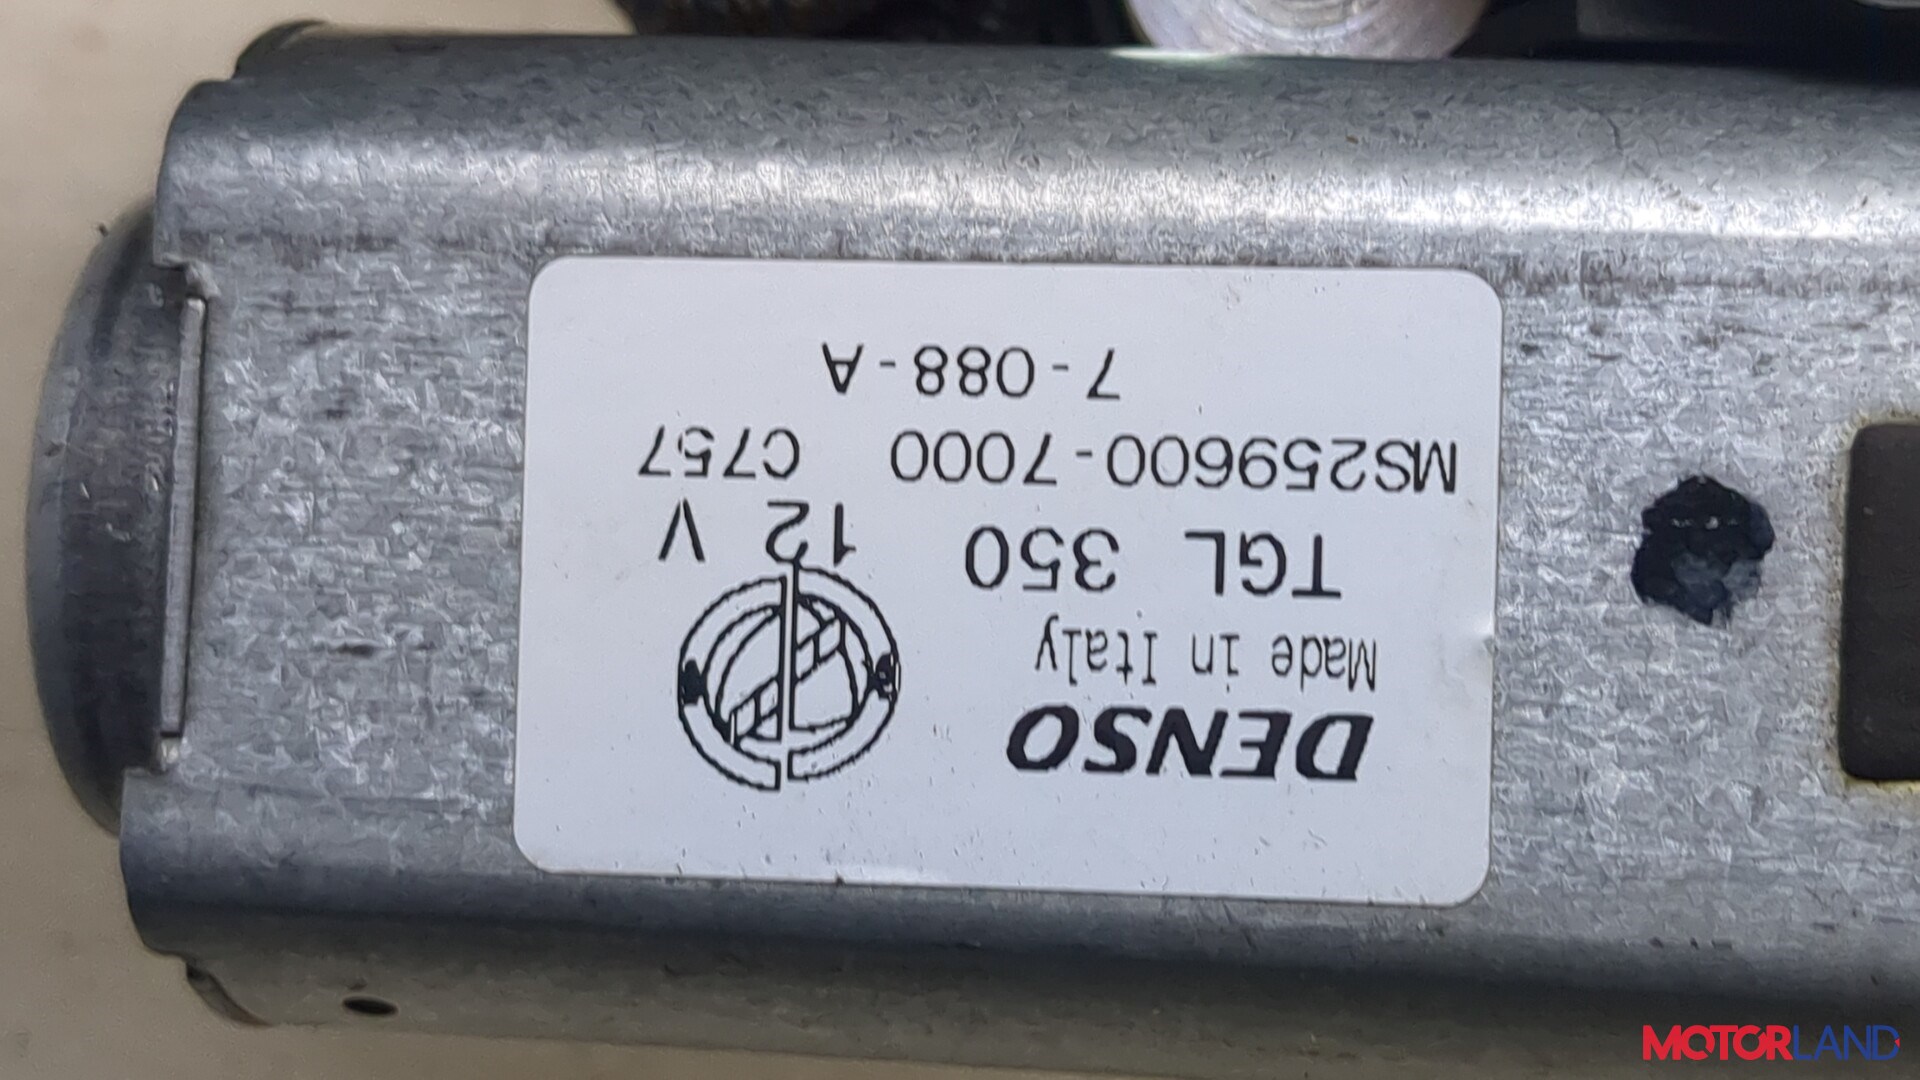 DENSO
Made in Italy
TGL 350 12 V
MS259600-7000 C757
7-088-A
MOTORLAND